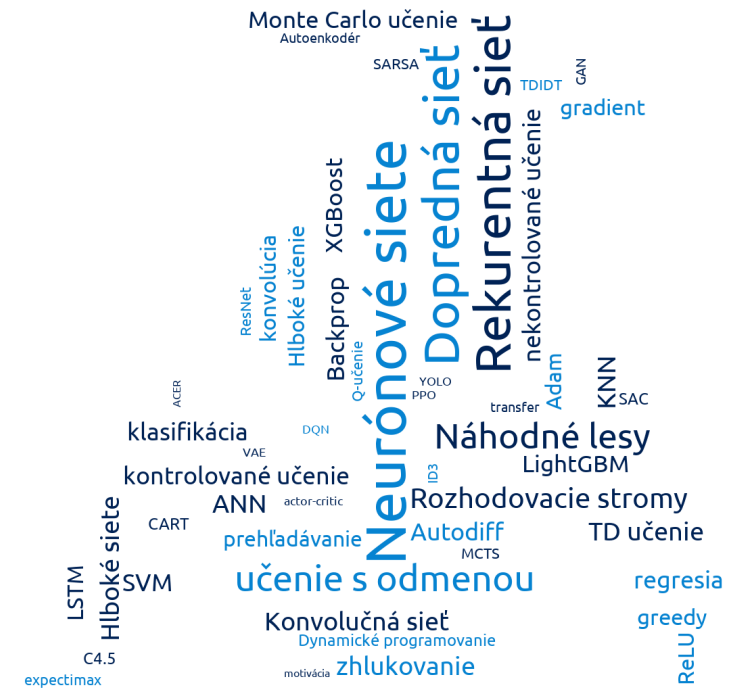 Monte Carlo učenie
Autoenkodér
SARSA
Dopredná sieť
Rekurentná sieť
GAN
TDIDT
gradient
nekontrolované učenie
Neurónové siete
XGBoost
Hlboké učenie
konvolúcia
ResNet
Backprop
Q-učenie
YOLO
PPO
Adam
KNN
SAC
transfer
ACER
klasifikácia
DQN
Náhodné lesy
VAE
LightGBM
kontrolované učenie
ID3
ANN
actor-critic
Rozhodovacie stromy
CART
Hlboké siete
prehľadávanie
Autodiff
TD učenie
MCTS
LSTM
SVM
učenie s odmenou
regresia
Konvolučná sieť
greedy
Dynamické programovanie
ReLU
C4.5
zhlukovanie
motivácia
expectimax